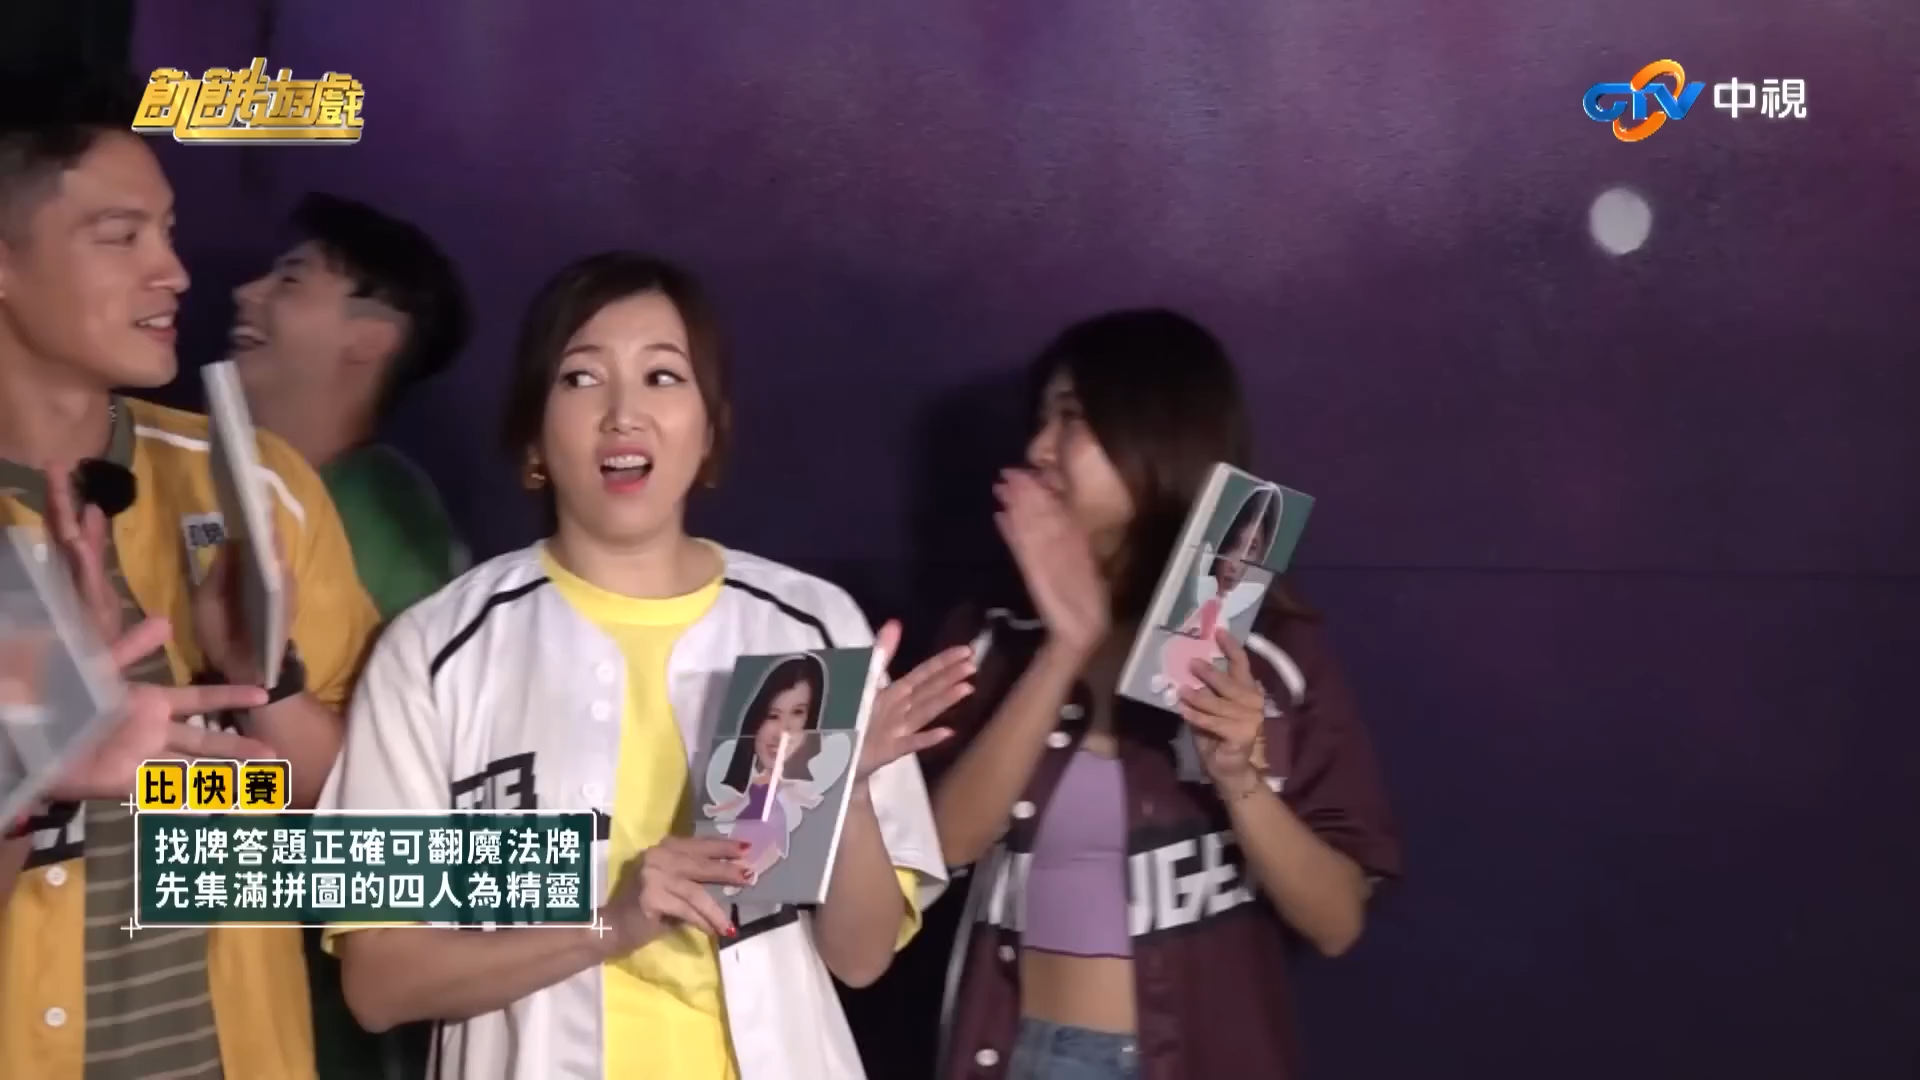 飢餓遊戲
CTV 中視
比快賽
找牌答題正確可翻魔法牌
先集滿拼圖的四人為精靈